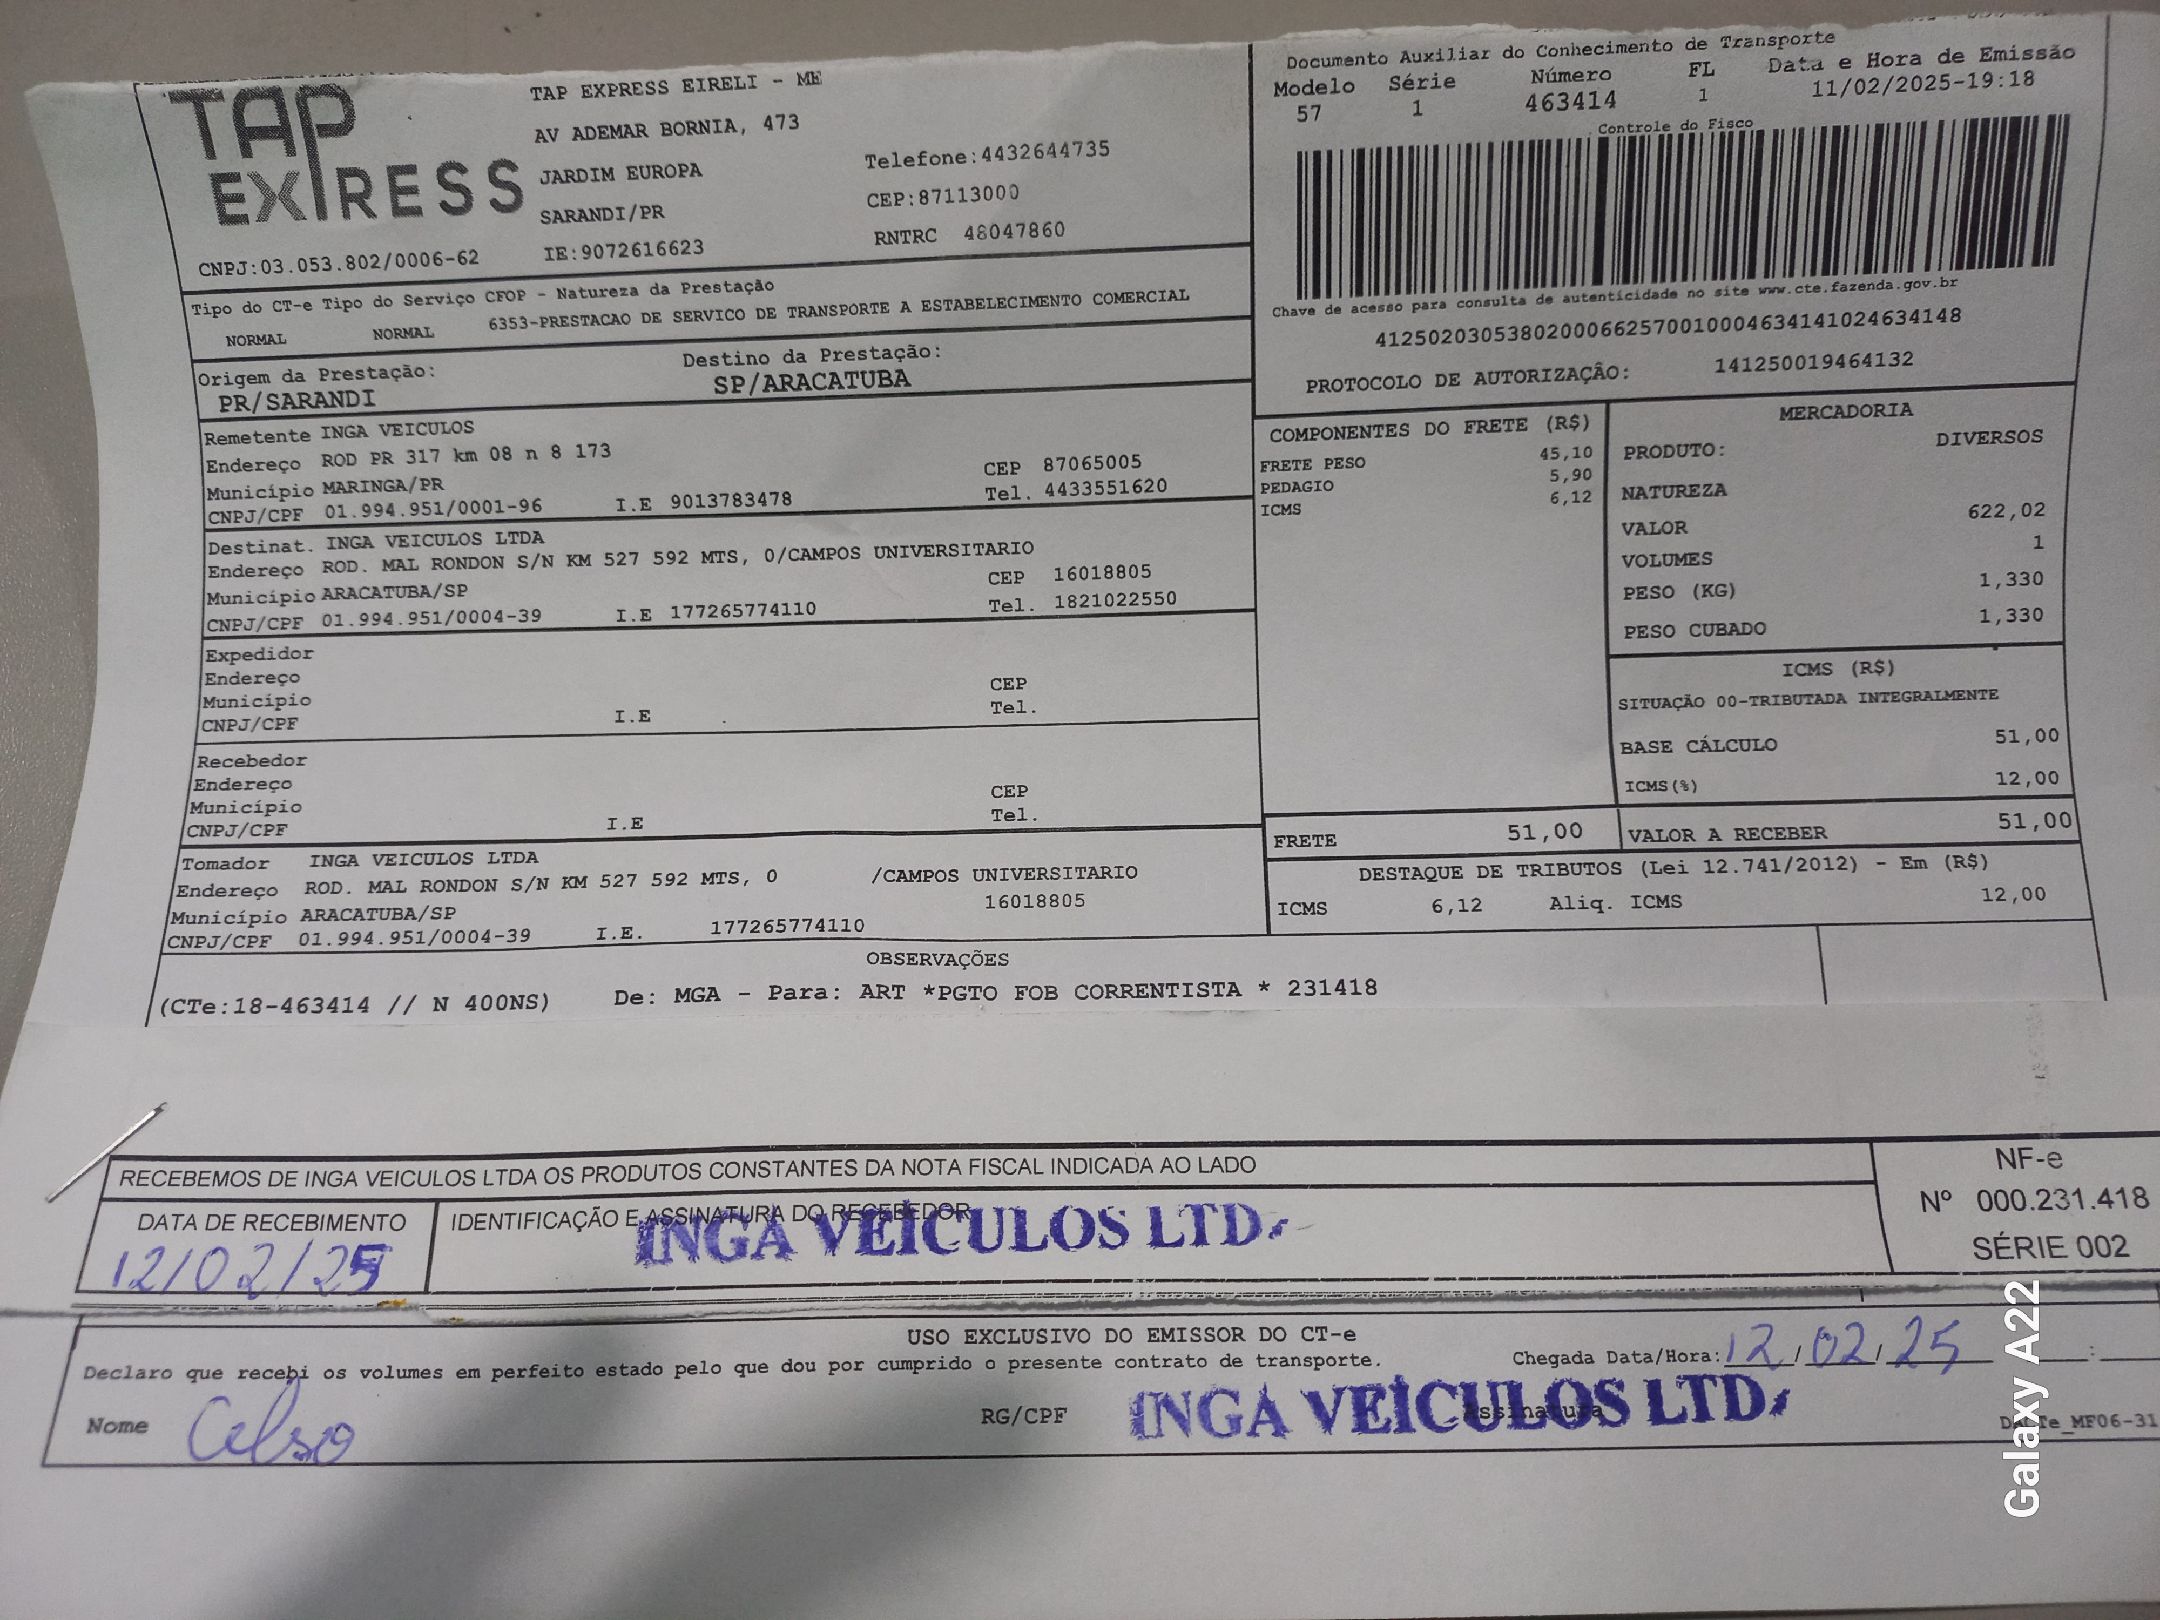 TAP EXPRESS
TAP EXPRESS EIRELI - ME
AV ADEMAR BORNIA, 473
JARDIM EUROPA
Telefone:4432644735
SARANDI/PR
CEP:87113000
CNPJ:03.053.802/0006-62
IE:9072616623
RNTRC 48047860
Documento Auxiliar do Conhecimento de Transporte
Modelo Série Número FL Data e Hora de Emissão
57 1 463414 1 11/02/2025-19:18
Controle do Fisco
Chave de acesso para consulta de autenticidade no site www.cte.fazenda.gov.br
41250203053802000662570010004634141024634148
PROTOCOLO DE AUTORIZAÇÃO: 141250019464132
Tipo do CT-e Tipo do Serviço CFOP - Natureza da Prestação
NORMAL NORMAL 6353-PRESTACAO DE SERVICO DE TRANSPORTE A ESTABELECIMENTO COMERCIAL
Origem da Prestação: Destino da Prestação:
PR/SARANDI SP/ARACATUBA
Remetente INGA VEICULOS
Endereço ROD PR 317 km 08 n 8 173
CEP 87065005
Município MARINGA/PR
Tel. 4433551620
CNPJ/CPF 01.994.951/0001-96 I.E 9013783478
Destinat. INGA VEICULOS LTDA
Endereço ROD. MAL RONDON S/N KM 527 592 MTS, 0/CAMPOS UNIVERSITARIO
CEP 16018805
Município ARACATUBA/SP
Tel. 1821022550
CNPJ/CPF 01.994.951/0004-39 I.E 177265774110
Expedidor
Endereço
CEP
Município
Tel.
CNPJ/CPF I.E
Recebedor
Endereço
CEP
Município
Tel.
CNPJ/CPF I.E
Tomador INGA VEICULOS LTDA
Endereço ROD. MAL RONDON S/N KM 527 592 MTS, 0 /CAMPOS UNIVERSITARIO
16018805
Município ARACATUBA/SP
CNPJ/CPF 01.994.951/0004-39 I.E. 177265774110
COMPONENTES DO FRETE (R$)
FRETE PESO 45,10
PEDAGIO 5,90
ICMS 6,12
MERCADORIA
PRODUTO: DIVERSOS
NATUREZA
VALOR 622,02
VOLUMES 1
PESO (KG) 1,330
PESO CUBADO 1,330
ICMS (R$)
SITUAÇÃO 00-TRIBUTADA INTEGRALMENTE
BASE CÁLCULO 51,00
ICMS(%) 12,00
FRETE 51,00 VALOR A RECEBER 51,00
DESTAQUE DE TRIBUTOS (Lei 12.741/2012) - Em (R$)
ICMS 6,12 Aliq. ICMS 12,00
OBSERVAÇÕES
(CTe:18-463414 // N 400NS) De: MGA - Para: ART *PGTO FOB CORRENTISTA * 231418
RECEBEMOS DE INGA VEICULOS LTDA OS PRODUTOS CONSTANTES DA NOTA FISCAL INDICADA AO LADO
NF-e
Nº 000.231.418
SÉRIE 002
DATA DE RECEBIMENTO IDENTIFICAÇÃO E ASSINATURA DO RECEBEDOR
12/02/25 INGA VEÍCULOS LTD.
USO EXCLUSIVO DO EMISSOR DO CT-e
Declaro que recebi os volumes em perfeito estado pelo que dou por cumprido o presente contrato de transporte. Chegada Data/Hora: 12/02/25 :
Nome Celso RG/CPF Assinatura
INGA VEÍCULOS LTD.
Galaxy A22